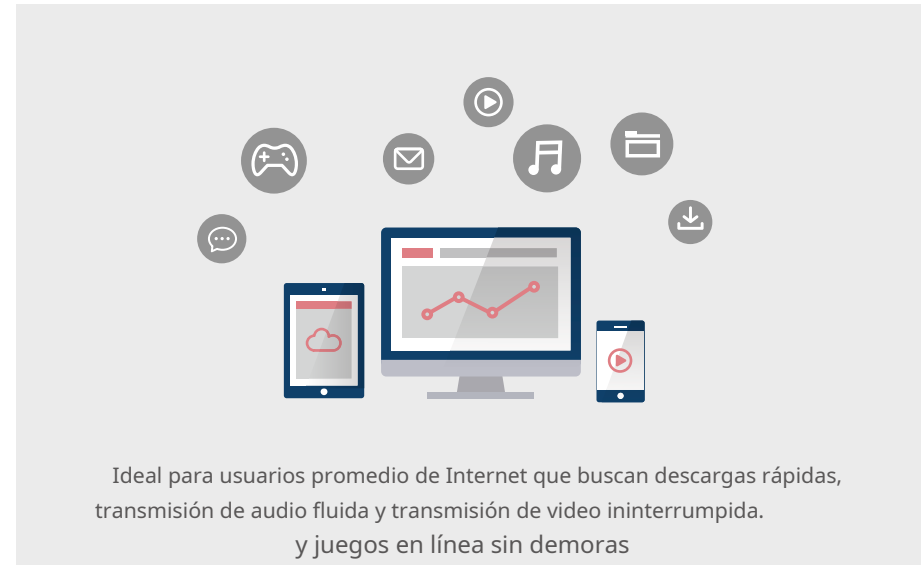 Ideal para usuarios promedio de Internet que buscan descargas rápidas,
transmisión de audio fluida y transmisión de video ininterrumpida.
y juegos en línea sin demoras